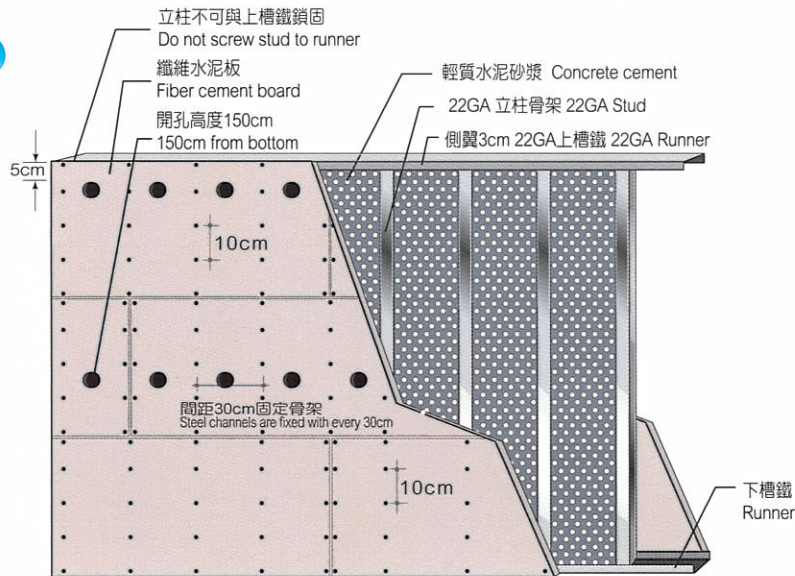 立柱不可與上槽鐵鎖固
Do not screw stud to runner
纖維水泥板
Fiber cement board
開孔高度150cm
150cm from bottom
輕質水泥砂漿 Concrete cement
22GA 立柱骨架 22GA Stud
側翼3cm 22GA上槽鐵 22GA Runner
5cm
10cm
間距30cm固定骨架
Steel channels are fixed with every 30cm
10cm
下槽鐵
Runner